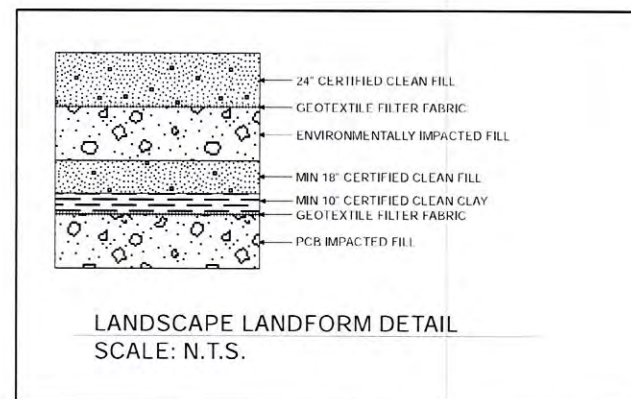 24" CERTIFIED CLEAN FILL
GEOTEXTILE FILTER FABRIC
ENVIRONMENTALLY IMPACTED FILL
MIN 18" CERTIFIED CLEAN FILL
MIN 10" CERTIFIED CLEAN CLAY
GEOTEXTILE FILTER FABRIC
PCB IMPACTED FILL
LANDSCAPE LANDFORM DETAIL
SCALE: N.T.S.